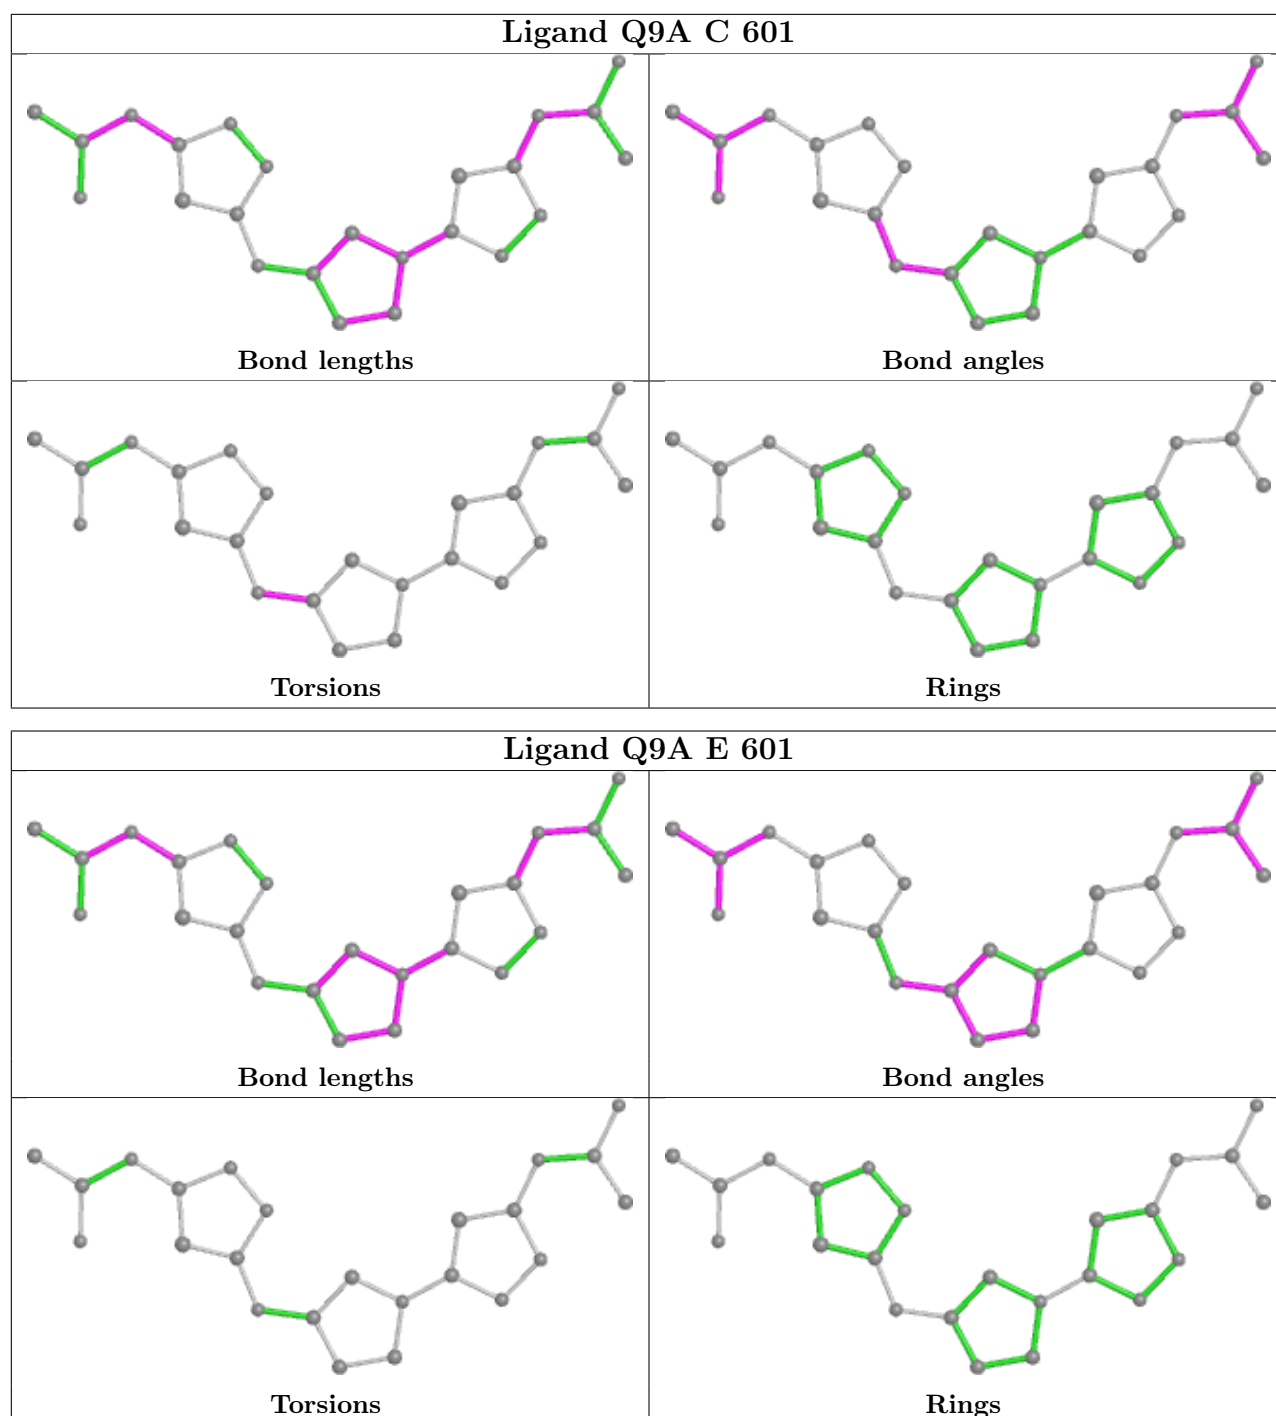 Ligand Q9A C 601
Bond lengths
Bond angles
Torsions
Rings
Ligand Q9A E 601
Bond lengths
Bond angles
Torsions
Rings